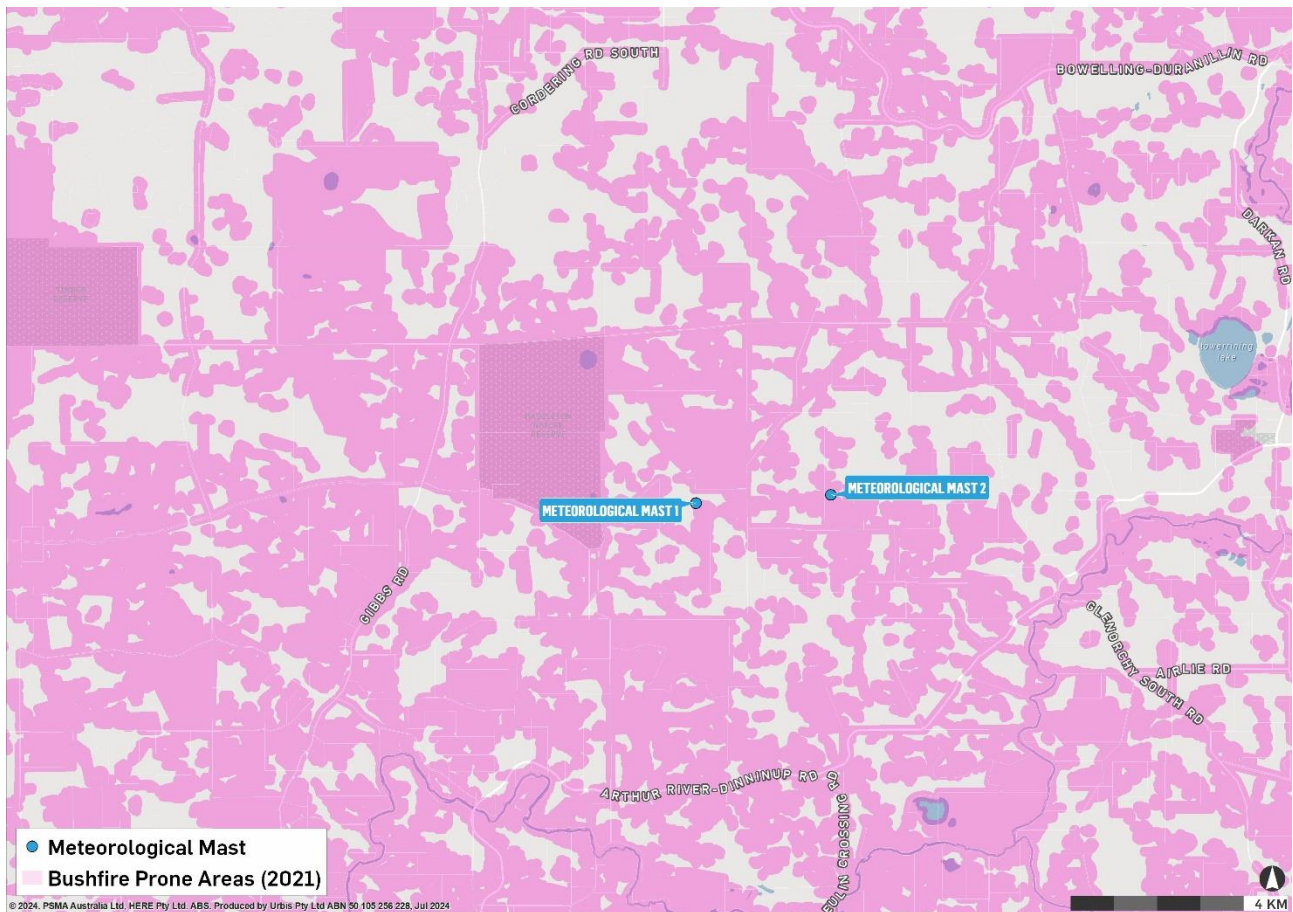 CORDERING RD SOUTH
BOWELLING-DURANILLIN RD
DARKAN RD
towerrining
lake
METEOROLOGICAL MAST 1
METEOROLOGICAL MAST 2
GIBBS RD
GLENORCHY SOUTH RD
AIRLIE RD
ARTHUR RIVER-DINNINUP RD
EULIN CROSSING RD
Meteorological Mast
Bushfire Prone Areas (2021)
© 2024. PSMA Australia Ltd, HERE Pty Ltd. ABS. Produced by Urbis Pty Ltd ABN 50 105 256 228, Jul 2024
4 KM